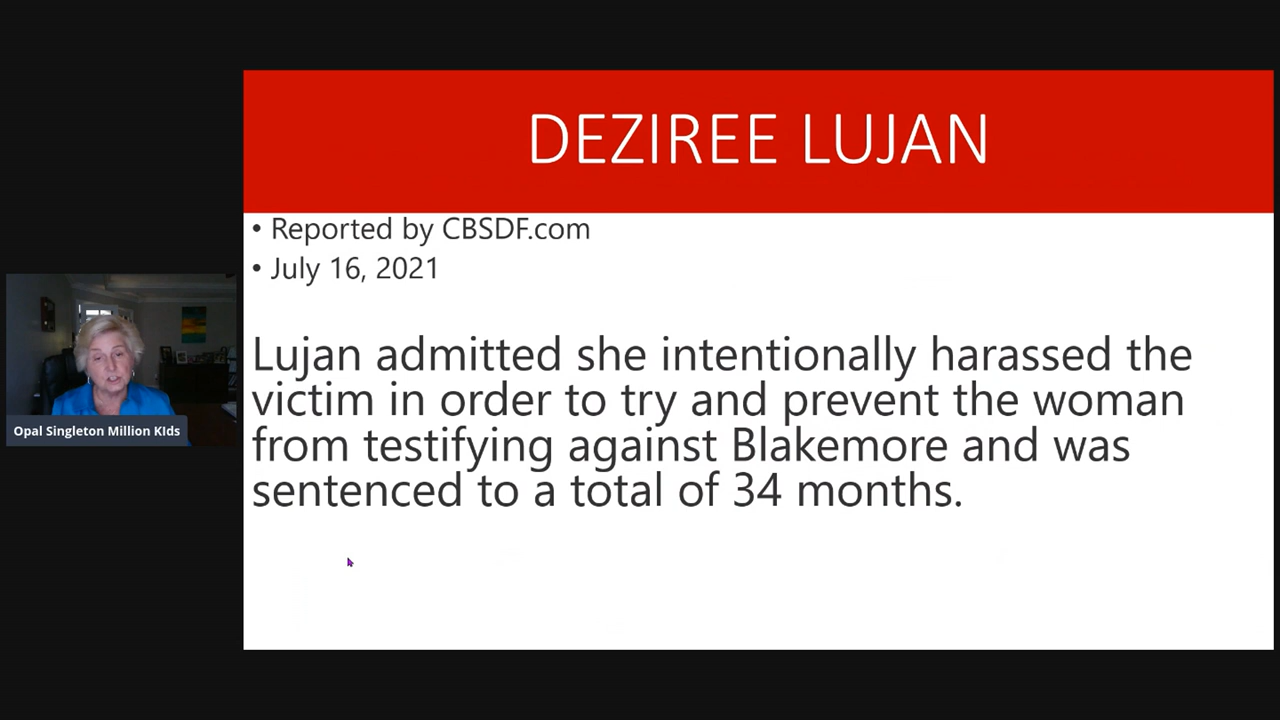 DEZIREE LUJAN
• Reported by CBSDF.com
• July 16, 2021
Lujan admitted she intentionally harassed the
victim in order to try and prevent the woman
from testifying against Blakemore and was
sentenced to a total of 34 months.
Opal Singleton Million KIds